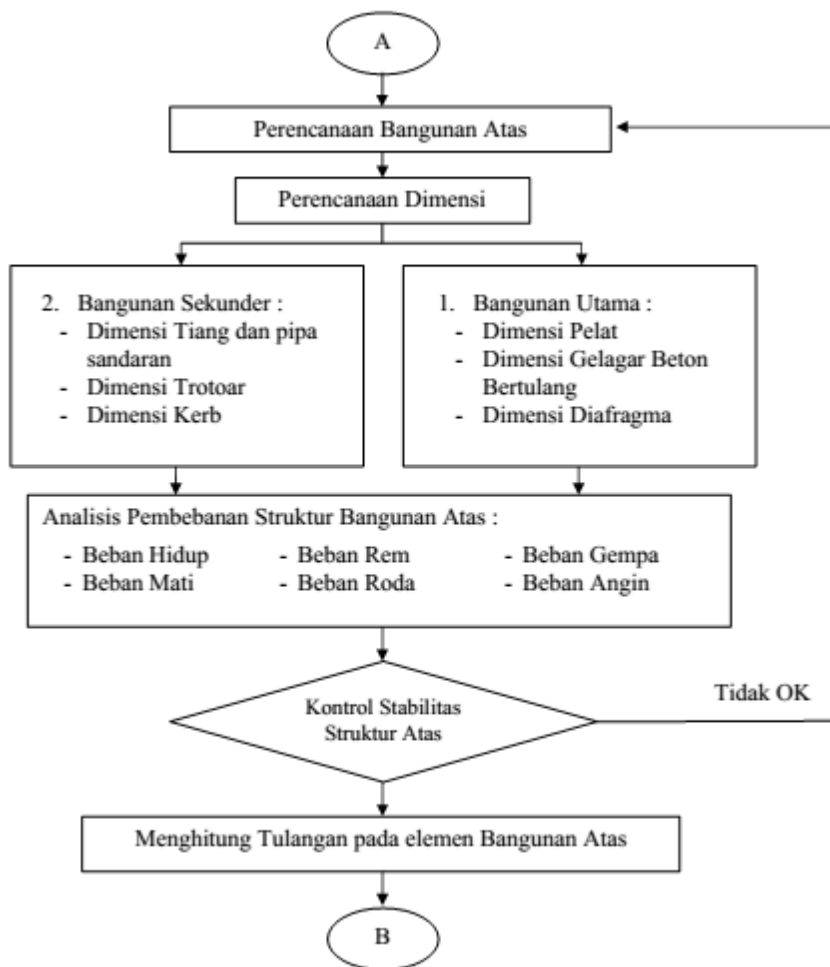 A
Perencanaan Bangunan Atas
Perencanaan Dimensi
2. Bangunan Sekunder :
- Dimensi Tiang dan pipa
sandaran
- Dimensi Trotoar
- Dimensi Kerb
1. Bangunan Utama :
- Dimensi Pelat
- Dimensi Gelagar Beton
Bertulang
- Dimensi Diafragma
Analisis Pembebanan Struktur Bangunan Atas :
- Beban Hidup - Beban Rem - Beban Gempa
- Beban Mati - Beban Roda - Beban Angin
Kontrol Stabilitas
Struktur Atas
Tidak OK
Menghitung Tulangan pada elemen Bangunan Atas
B